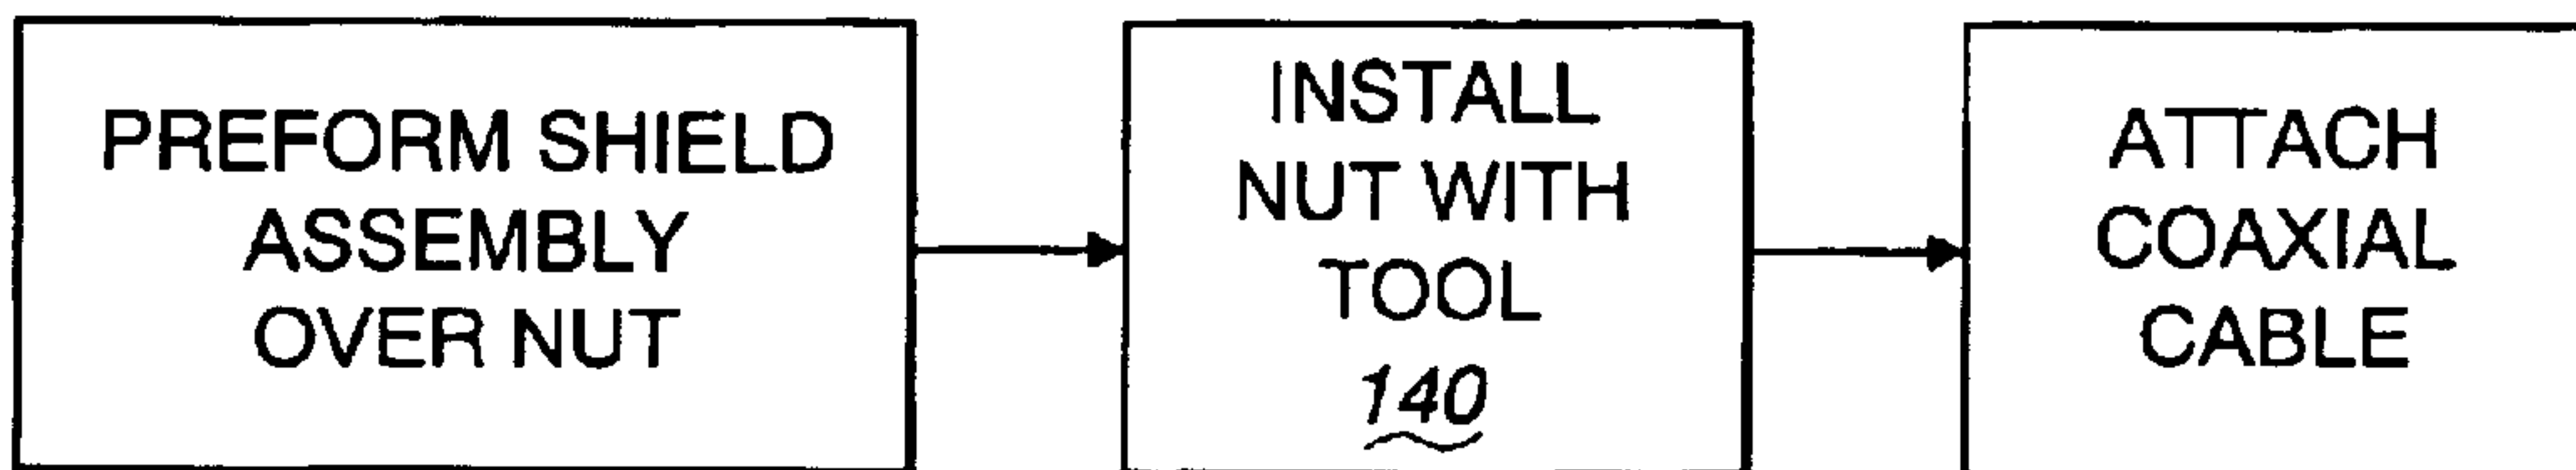 PREFORM SHIELD
ASSEMBLY
OVER NUT
INSTALL
NUT WITH
TOOL
140
ATTACH
COAXIAL
CABLE